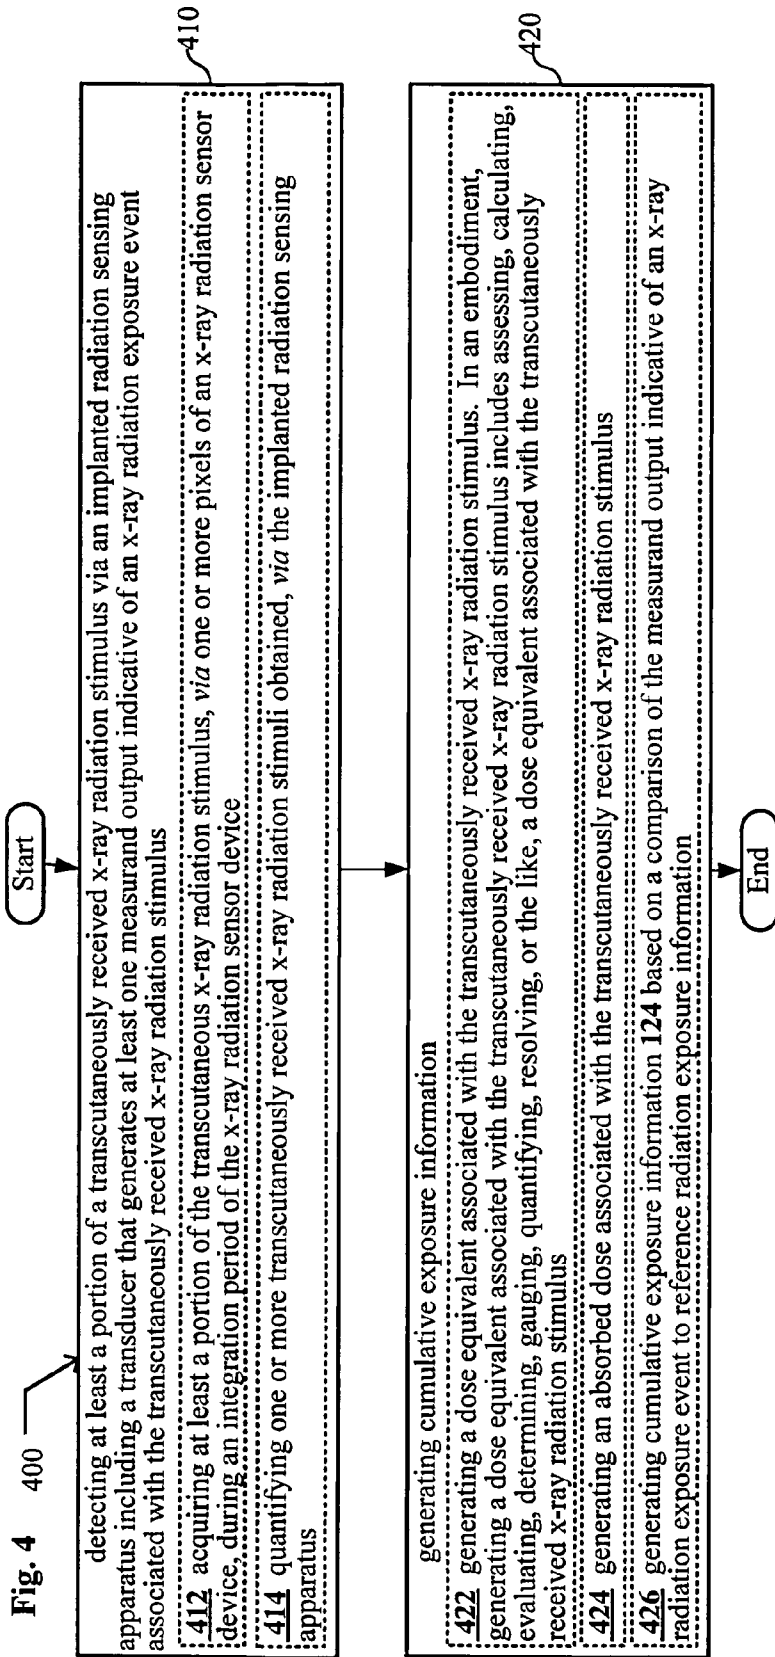 Fig. 4
400
Start
detecting at least a portion of a transcutaneously received x-ray radiation stimulus via an implanted radiation sensing
apparatus including a transducer that generates at least one measurand output indicative of an x-ray radiation exposure event
associated with the transcutaneously received x-ray radiation stimulus
412 acquiring at least a portion of the transcutaneous x-ray radiation stimulus, via one or more pixels of an x-ray radiation sensor
device, during an integration period of the x-ray radiation sensor device
414 quantifying one or more transcutaneously received x-ray radiation stimuli obtained, via the implanted radiation sensing
apparatus
410
generating cumulative exposure information
422 generating a dose equivalent associated with the transcutaneously received x-ray radiation stimulus. In an embodiment,
generating a dose equivalent associated with the transcutaneously received x-ray radiation stimulus includes assessing, calculating,
evaluating, determining, gauging, quantifying, resolving, or the like, a dose equivalent associated with the transcutaneously
received x-ray radiation stimulus
424 generating an absorbed dose associated with the transcutaneously received x-ray radiation stimulus
426 generating cumulative exposure information 124 based on a comparison of the measurand output indicative of an x-ray
radiation exposure event to reference radiation exposure information
420
End